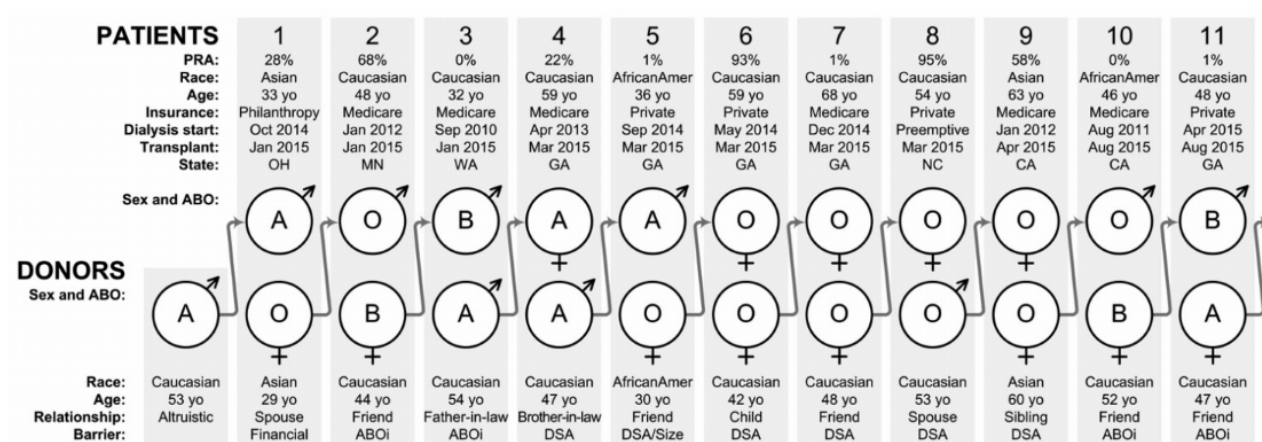 PATIENTS 1 2 3 4 5 6 7 8 9 10 11
PRA: 28% 68% 0% 22% 1% 93% 1% 95% 58% 0% 1%
Race: Asian Caucasian Caucasian Caucasian AfricanAmer Caucasian Caucasian Caucasian Asian AfricanAmer Caucasian
Age: 33 yo 48 yo 32 yo 59 yo 36 yo 59 yo 68 yo 54 yo 63 yo 46 yo 48 yo
Insurance: Philanthropy Medicare Medicare Medicare Private Private Medicare Private Medicare Medicare Private
Dialysis start: Oct 2014 Jan 2012 Sep 2010 Apr 2013 Sep 2014 May 2014 Dec 2014 Preemptive Jan 2012 Aug 2011 Apr 2015
Transplant: Jan 2015 Jan 2015 Jan 2015 Mar 2015 Mar 2015 Mar 2015 Mar 2015 Mar 2015 Apr 2015 Aug 2015 Aug 2015
State: OH MN WA GA GA GA GA NC CA CA GA
Sex and ABO: A O B A A O O O O O B
DONORS
Sex and ABO: A O B A A O O O O O B A
Race: Caucasian Asian Caucasian Caucasian Caucasian AfricanAmer Caucasian Caucasian Caucasian Asian Caucasian Caucasian
Age: 53 yo 29 yo 44 yo 54 yo 47 yo 30 yo 42 yo 48 yo 53 yo 60 yo 52 yo 47 yo
Relationship: Altruistic Spouse Friend Father-in-law Brother-in-law Friend Child Friend Spouse Sibling Friend Friend
Barrier: Financial ABOi ABOi DSA DSA/Size DSA DSA DSA DSA ABOi ABOi